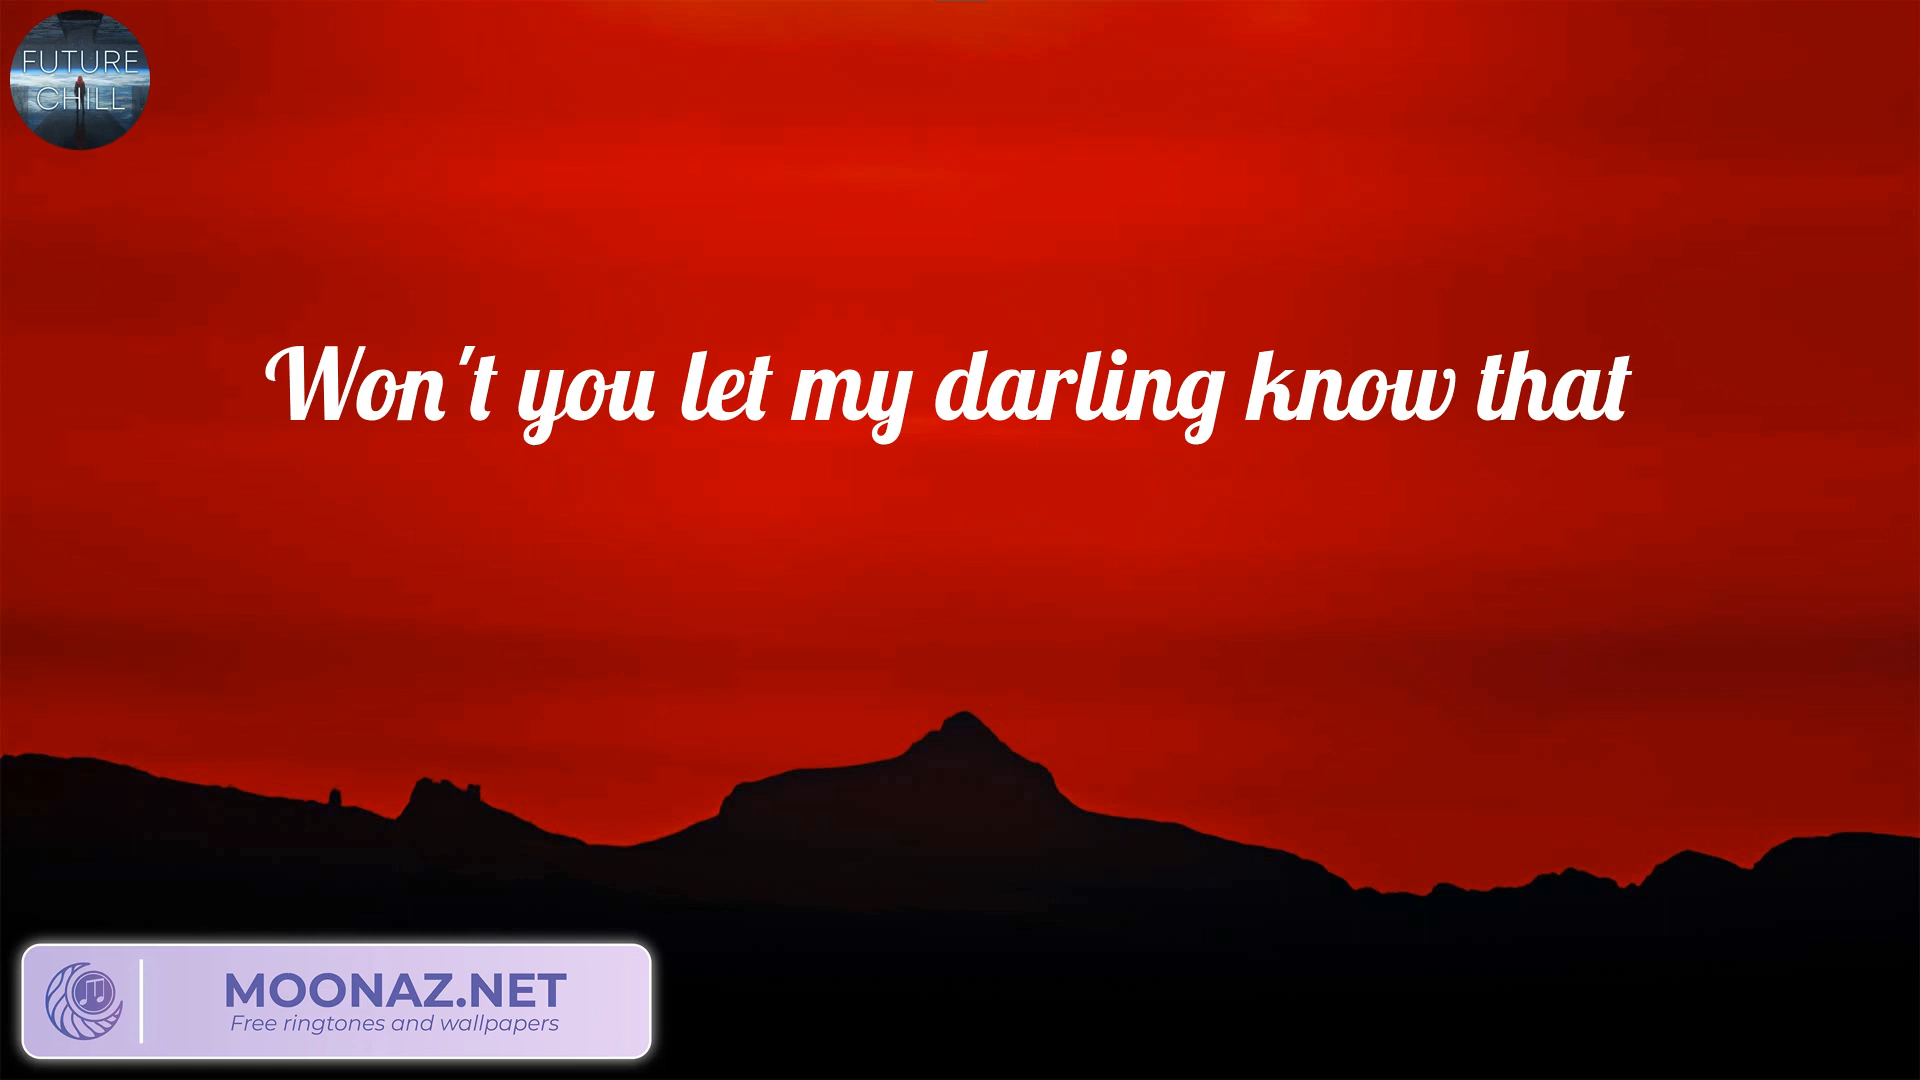 FUTURE
CHILL
Won't you let my darling know that
MOONAZ.NET
Free ringtones and wallpapers